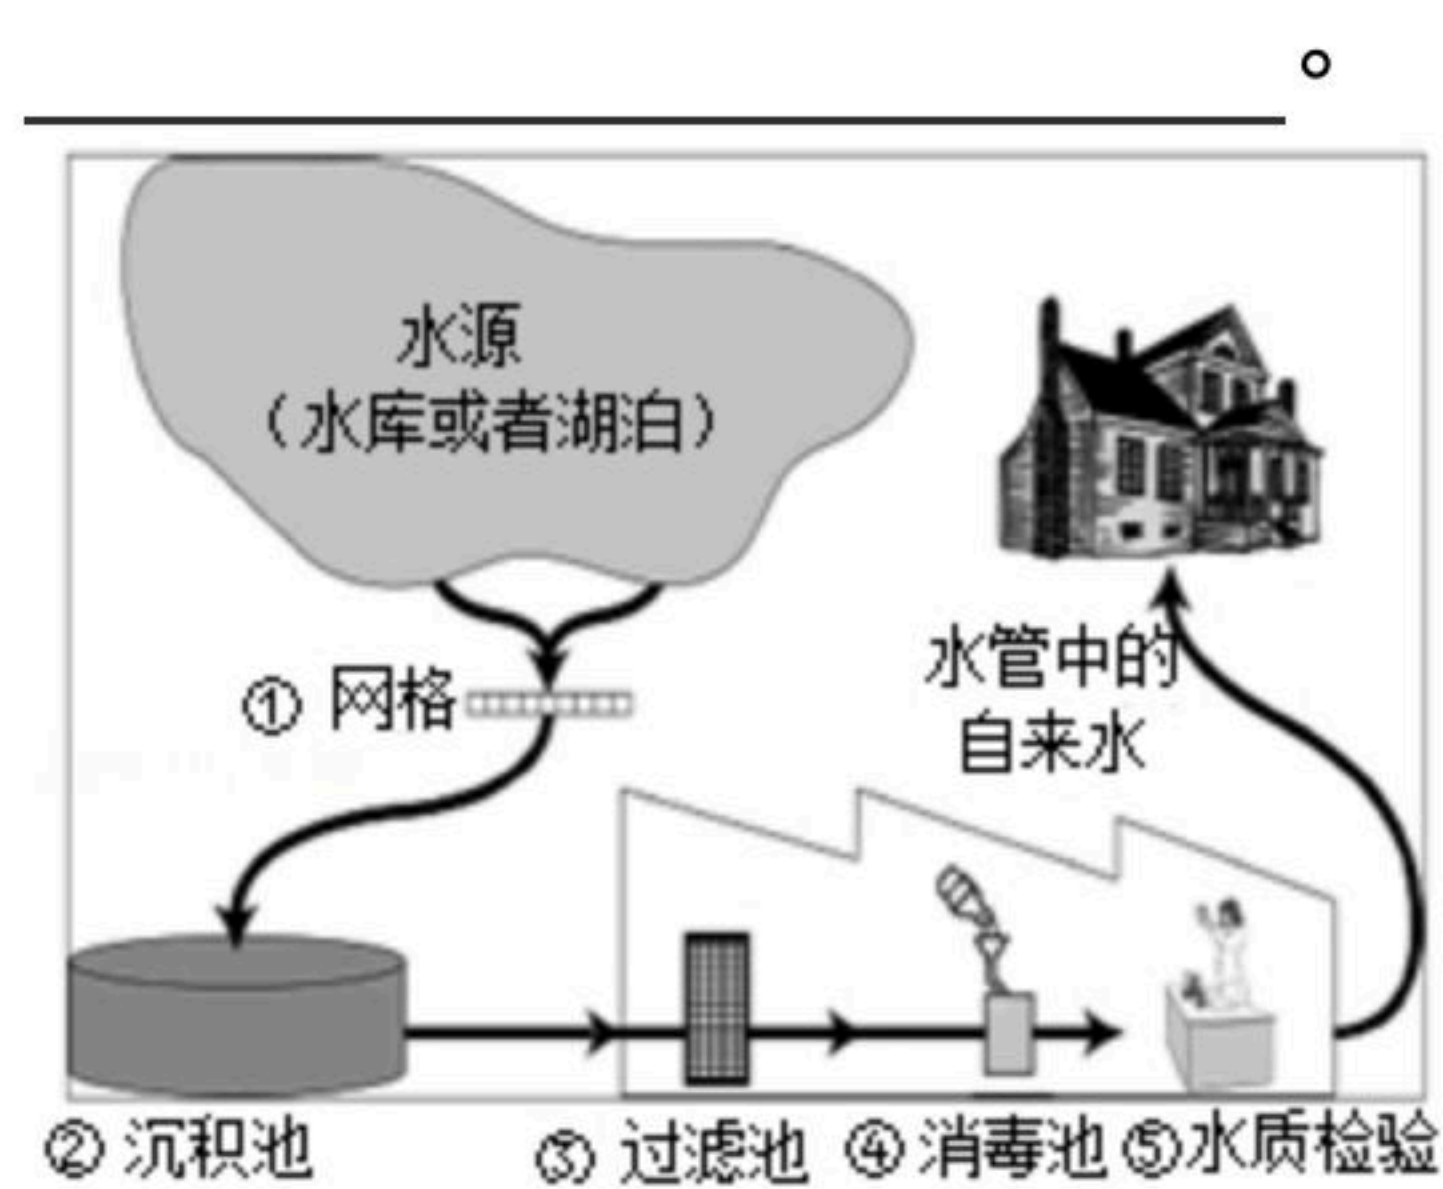 。
水源
（水库或者湖泊）
① 网格
水管中的
自来水
② 沉积池
③ 过滤池
④ 消毒池
⑤水质检验